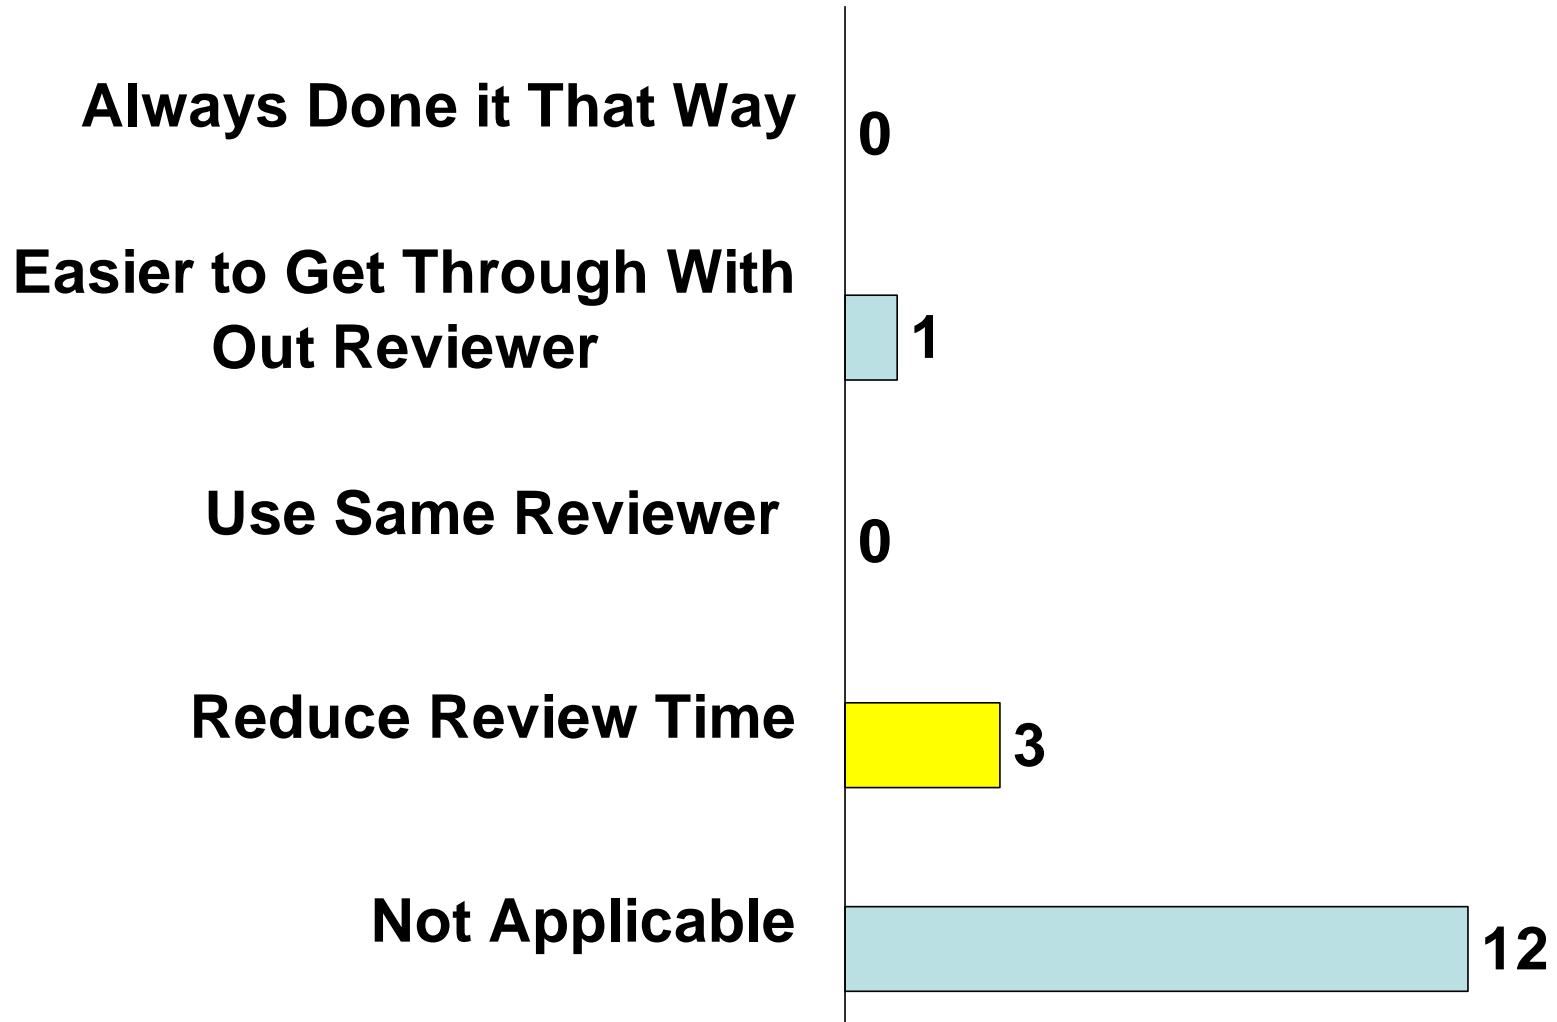 Always Done it That Way
0
Easier to Get Through With
Out Reviewer
1
Use Same Reviewer
0
Reduce Review Time
3
Not Applicable
12